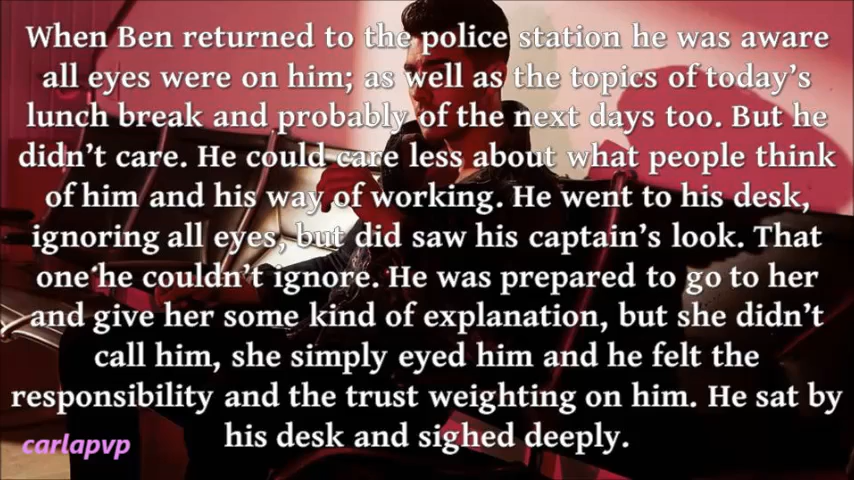 When Ben returned to the police station he was aware
all eyes were on him; as well as the topics of today's
lunch break and probably of the next days too. But he
didn't care. He could care less about what people think
of him and his way of working. He went to his desk,
ignoring all eyes, but did saw his captain's look. That
one he couldn't ignore. He was prepared to go to her
and give her some kind of explanation, but she didn't
call him, she simply eyed him and he felt the
responsibility and the trust weighting on him. He sat by
his desk and sighed deeply.
carlapvp